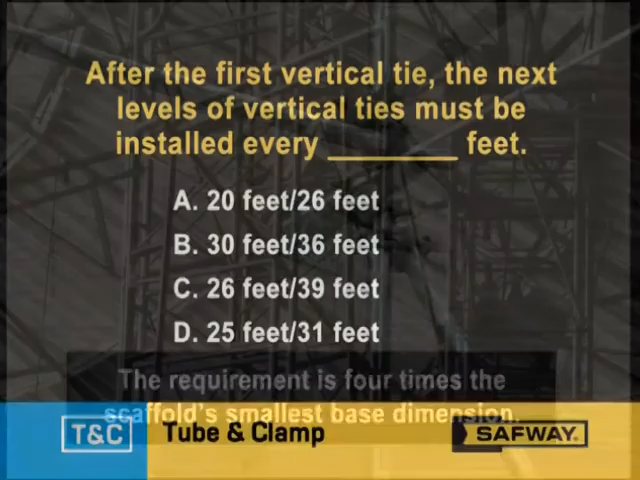 After the first vertical tie, the next
levels of vertical ties must be
installed every ________ feet.
A. 20 feet/26 feet
B. 30 feet/36 feet
C. 26 feet/39 feet
D. 25 feet/31 feet
The requirement is four times the
scaffold's smallest base dimension.
T&C Tube & Clamp SAFWAY®